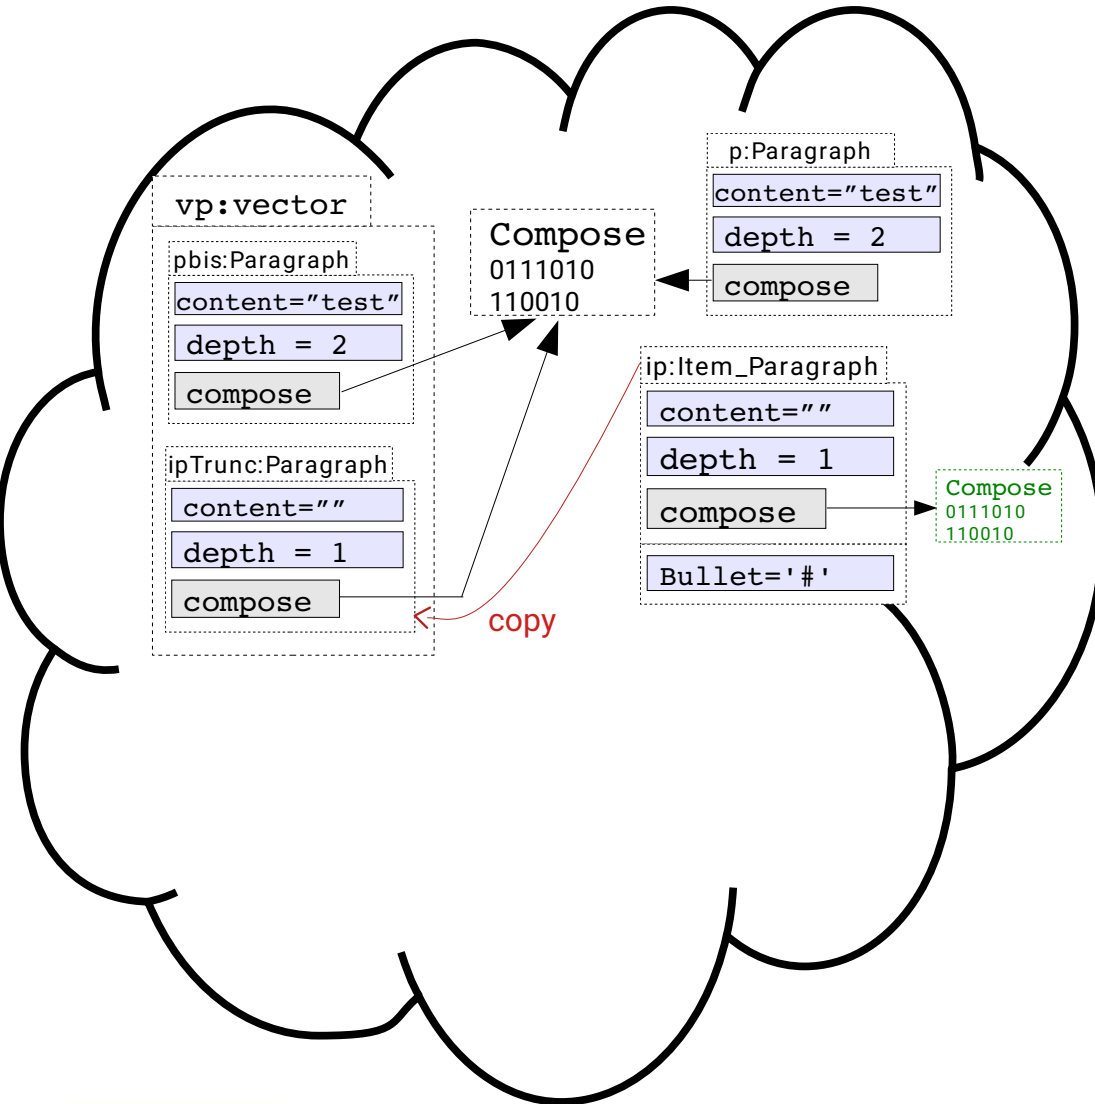 vp:vector
pbis:Paragraph
content=”test”
depth = 2
compose
ipTrunc:Paragraph
content=””
depth = 1
compose
Compose
0111010
110010
copy
p:Paragraph
content=”test”
depth = 2
compose
ip:Item_Paragraph
content=””
depth = 1
compose
Bullet='#'
Compose
0111010
110010